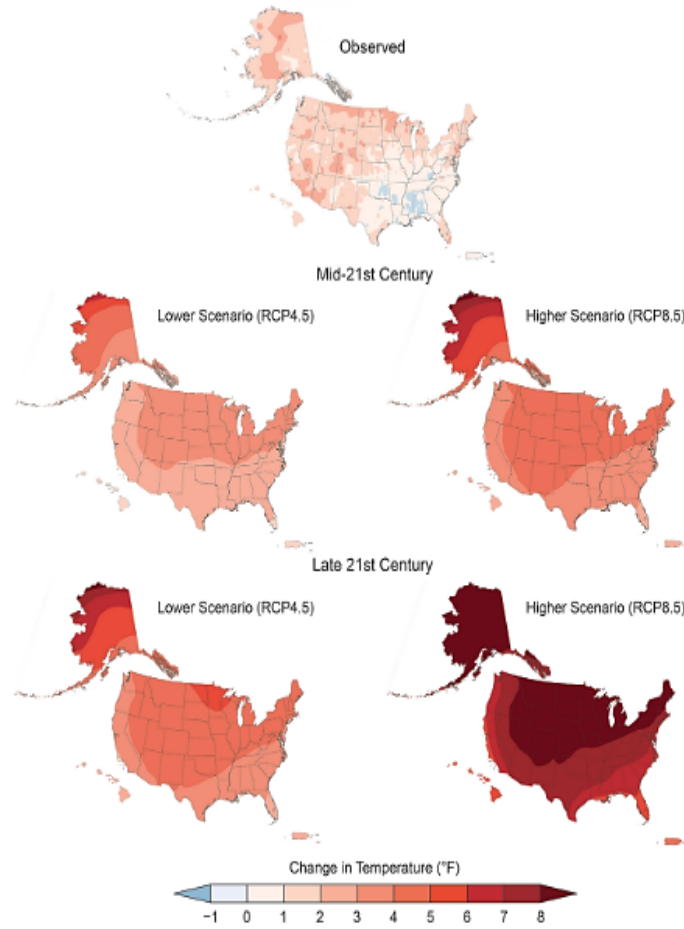 Observed
Mid-21st Century
Lower Scenario (RCP4.5)
Higher Scenario (RCP8.5)
Late 21st Century
Lower Scenario (RCP4.5)
Higher Scenario (RCP8.5)
Change in Temperature (°F)
−1 0 1 2 3 4 5 6 7 8